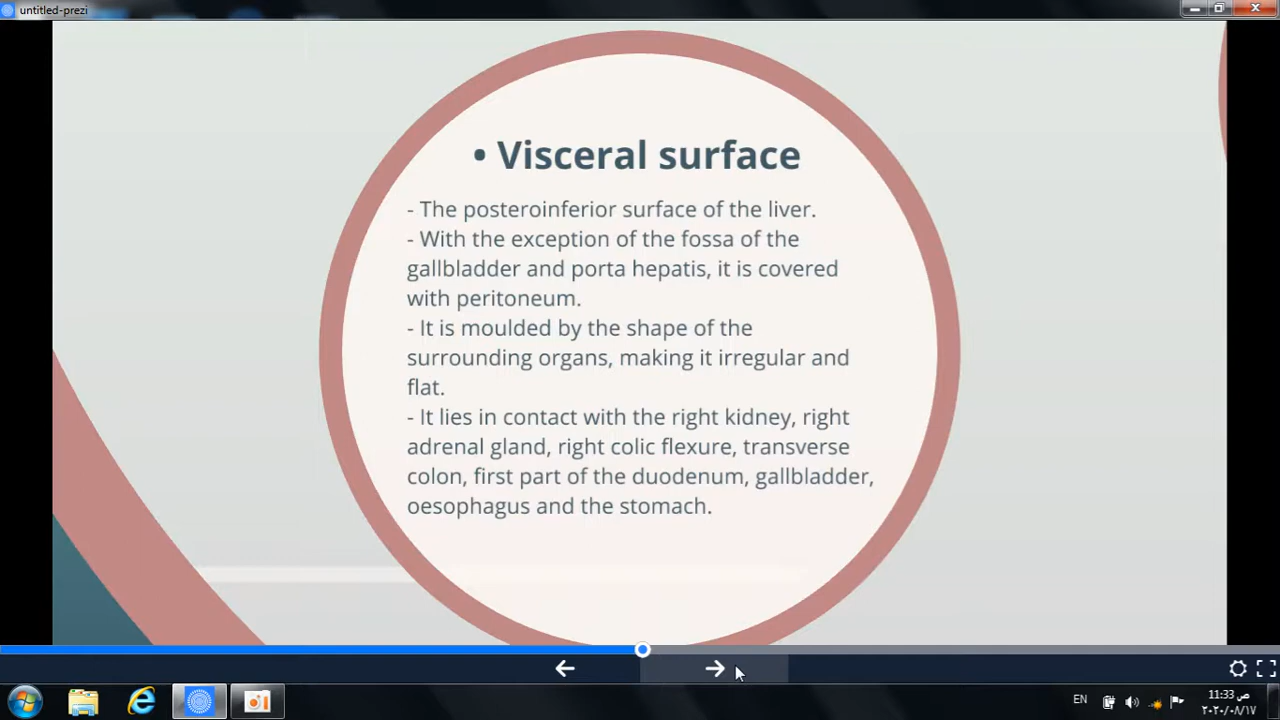 untitled-prezi
• Visceral surface
- The posteroinferior surface of the liver.
- With the exception of the fossa of the
gallbladder and porta hepatis, it is covered
with peritoneum.
- It is moulded by the shape of the
surrounding organs, making it irregular and
flat.
- It lies in contact with the right kidney, right
adrenal gland, right colic flexure, transverse
colon, first part of the duodenum, gallbladder,
oesophagus and the stomach.
EN
11:33 ص
٢٠٢٠/٠٨/١٧